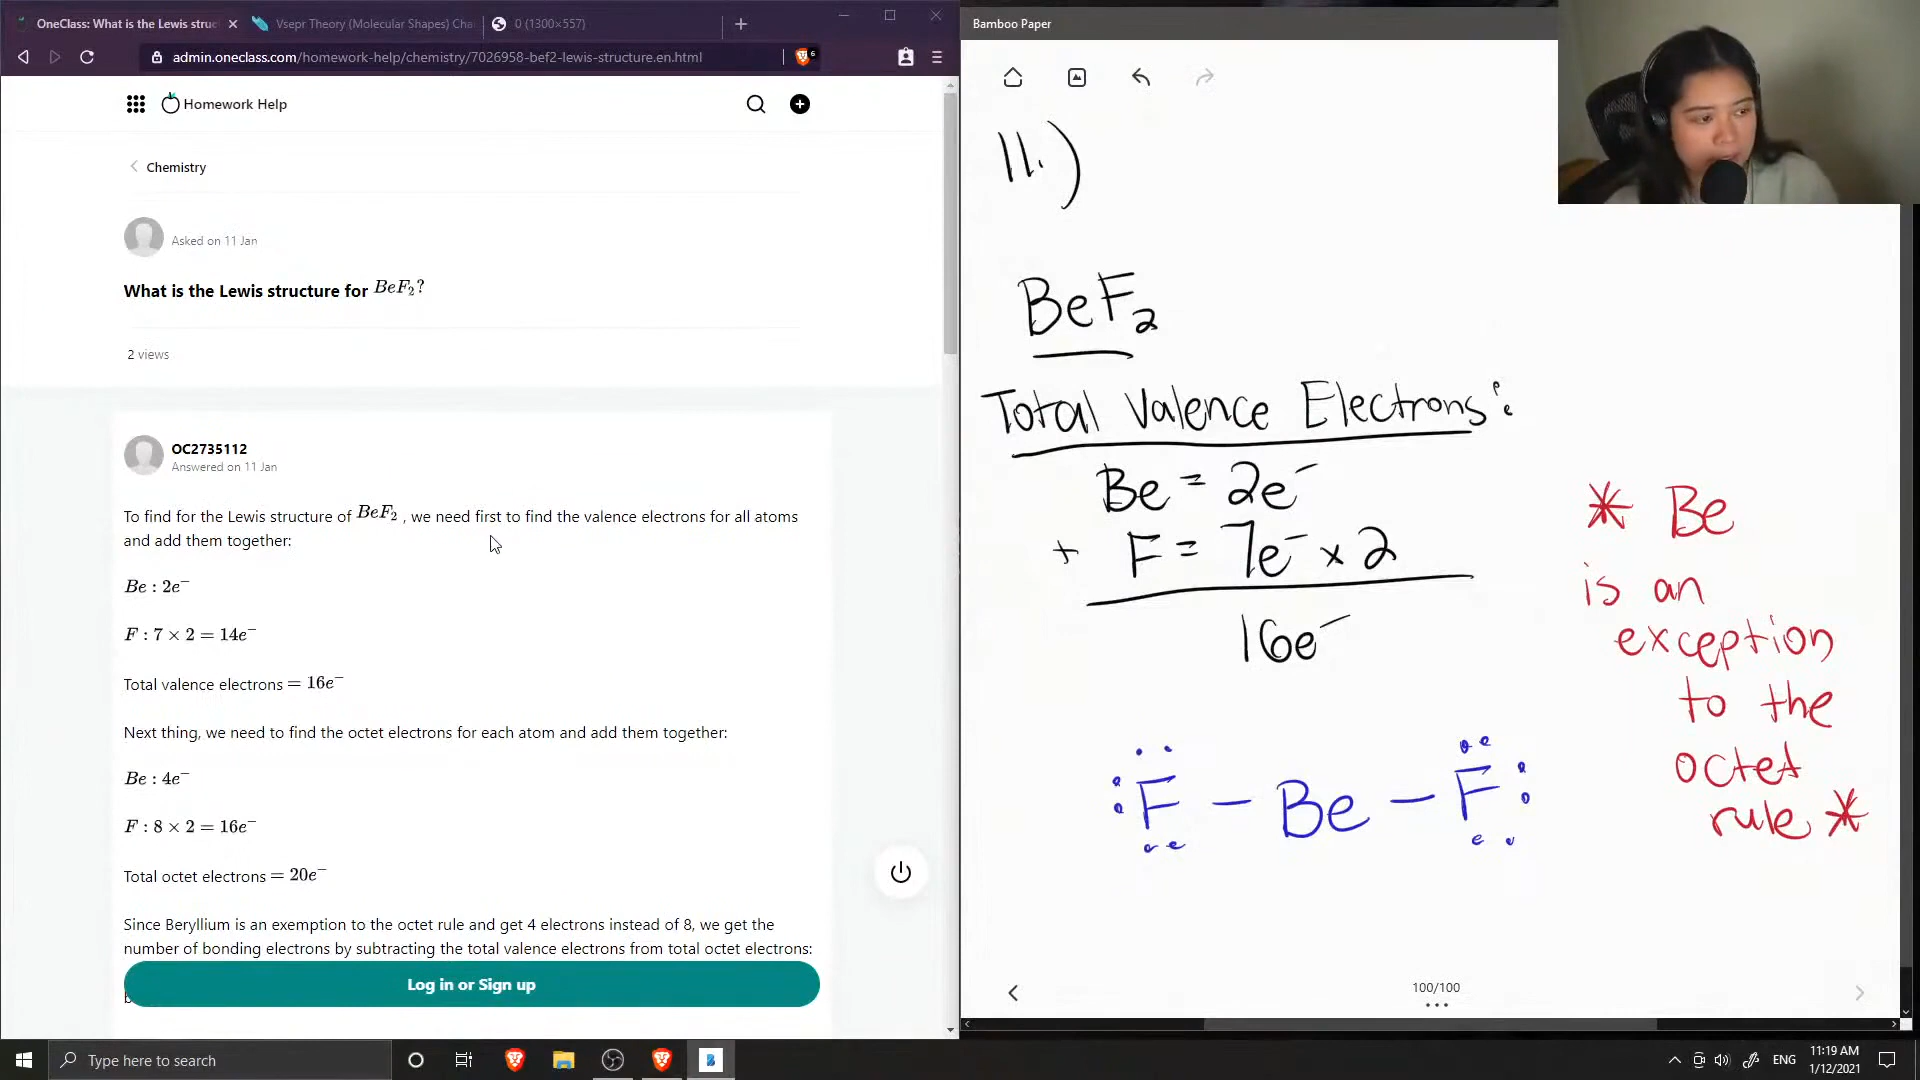 OneClass: What is the Lewis struc
Vsepr Theory (Molecular Shapes) Cha
0 (1300×557)
admin.oneclass.com/homework-help/chemistry/7026958-bef2-lewis-structure.en.html
6
Homework Help
Chemistry
Asked on 11 Jan
What is the Lewis structure for BeF₂?
2 views
OC2735112
Answered on 11 Jan
To find for the Lewis structure of BeF₂ , we need first to find the valence electrons for all atoms
and add them together:
Be : 2e⁻
F : 7 × 2 = 14e⁻
Total valence electrons = 16e⁻
Next thing, we need to find the octet electrons for each atom and add them together:
Be : 4e⁻
F : 8 × 2 = 16e⁻
Total octet electrons = 20e⁻
Since Beryllium is an exemption to the octet rule and get 4 electrons instead of 8, we get the
number of bonding electrons by subtracting the total valence electrons from total octet electrons:
Log in or Sign up
Bamboo Paper
11.)
BeF₂
Total Valence Electrons:
Be = 2e⁻
+ F = 7e⁻ × 2
16e⁻
F – Be – F
* Be
is an
exception
to the
octet
rule *
100/100
Type here to search
B
ENG
11:19 AM
1/12/2021